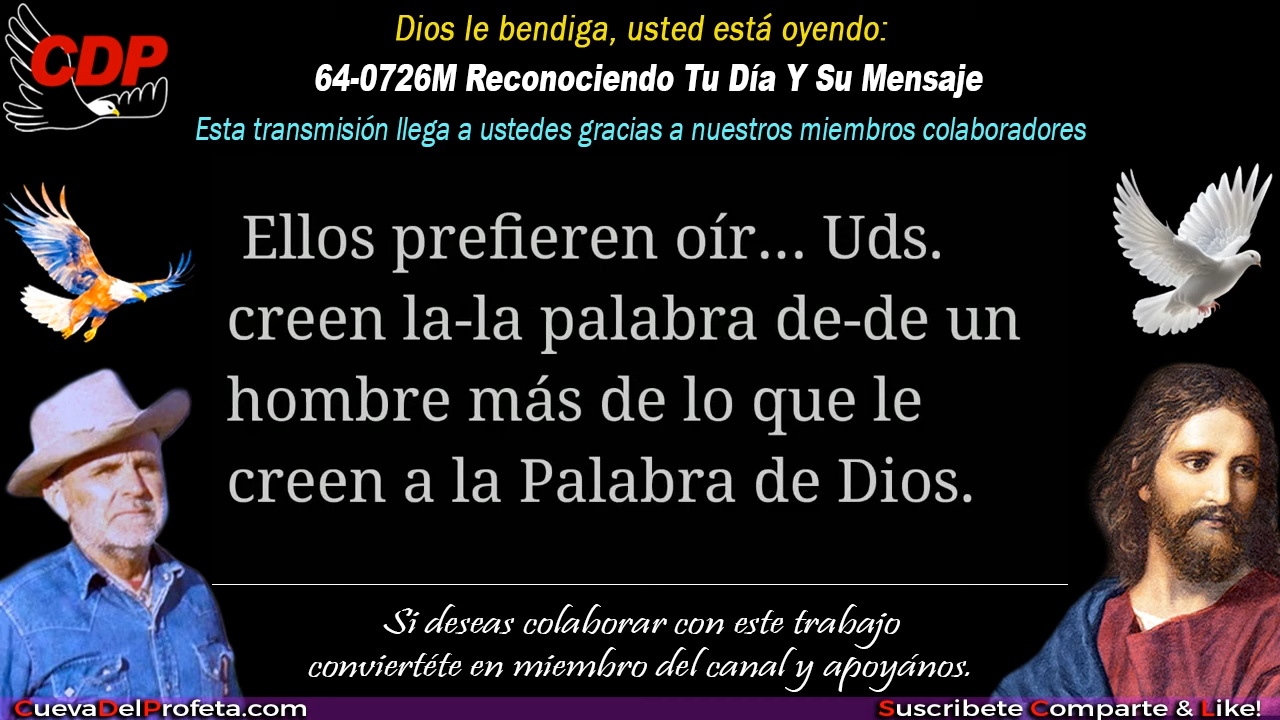 CDP
Dios le bendiga, usted está oyendo:
64-0726M Reconociendo Tu Día Y Su Mensaje
Esta transmisión llega a ustedes gracias a nuestros miembros colaboradores
Ellos prefieren oír... Uds.
creen la-la palabra de-de un
hombre más de lo que le
creen a la Palabra de Dios.
Si deseas colaborar con este trabajo
conviertéte en miembro del canal y apoyános.
CuevaDelProfeta.com
Suscribete Comparte & Like!